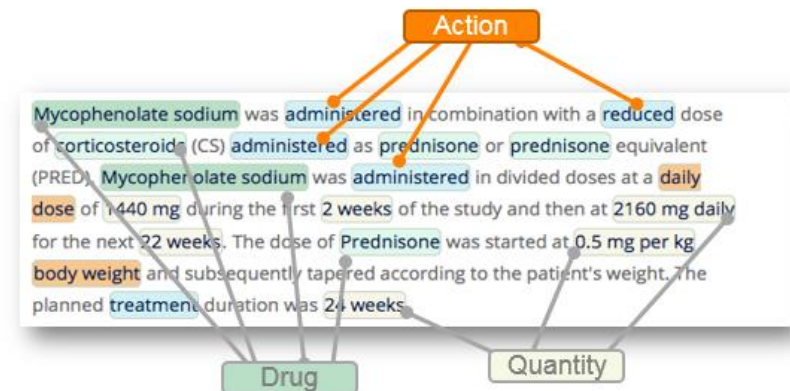 Action
Mycophenolate sodium was administered in combination with a reduced dose
of corticosteroids (CS) administered as prednisone or prednisone equivalent
(PRED). Mycophenolate sodium was administered in divided doses at a daily
dose of 1440 mg during the first 2 weeks of the study and then at 2160 mg daily
for the next 22 weeks. The dose of Prednisone was started at 0.5 mg per kg
body weight and subsequently tapered according to the patient's weight. The
planned treatment duration was 24 weeks.
Drug
Quantity